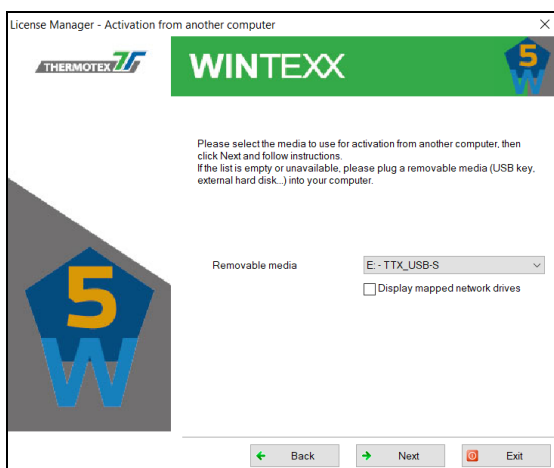 License Manager - Activation from another computer
THERMOTEX
WINTEXX
5
W
Please select the media to use for activation from another computer, then
click Next and follow instructions.
If the list is empty or unavailable, please plug a removable media (USB key,
external hard disk...) into your computer.
Removable media
E: - TTX_USB-S
Display mapped network drives
5
W
Back
Next
Exit